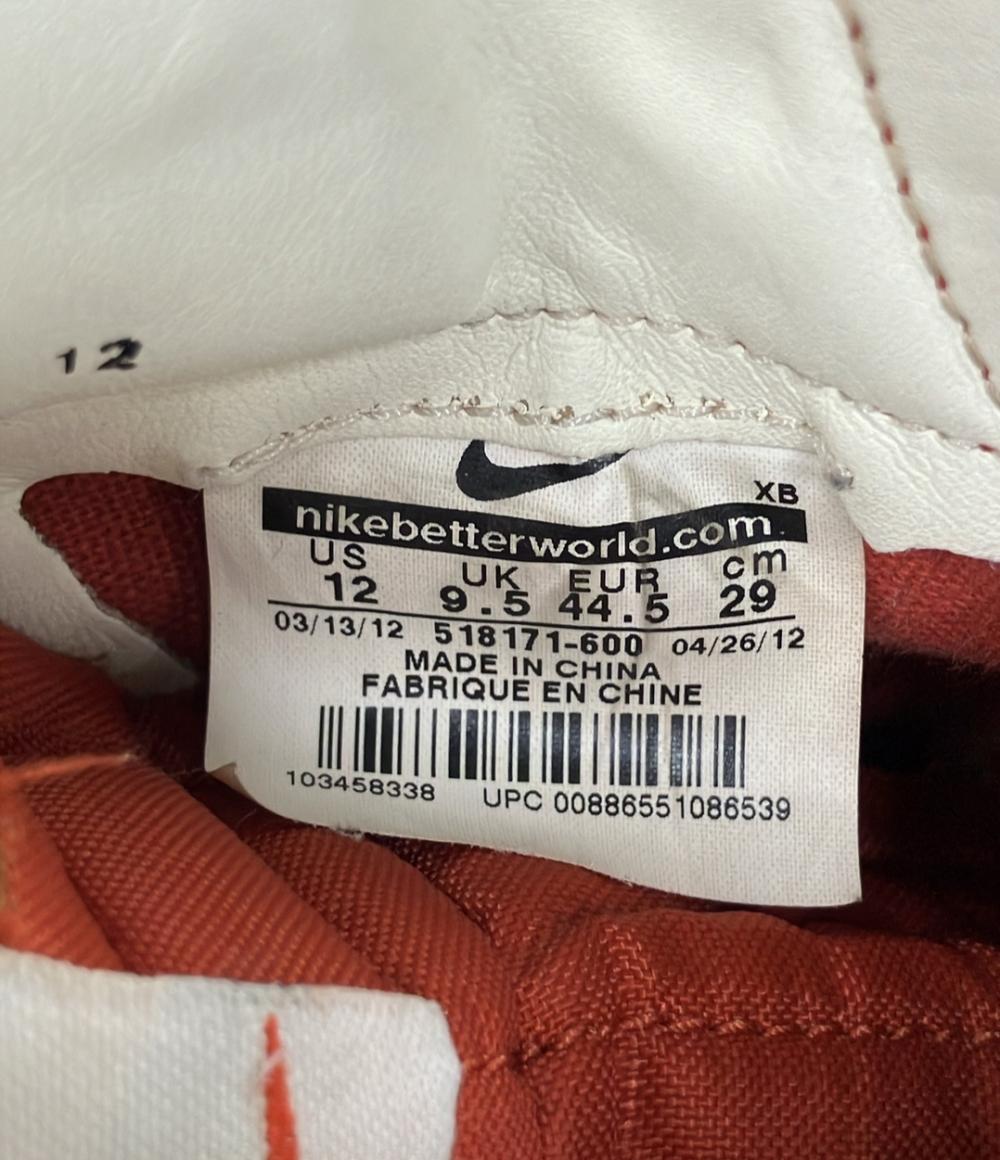 12
XB
nikebetterworld.com
US UK EUR cm
12 9.5 44.5 29
03/13/12 518171-600 04/26/12
MADE IN CHINA
FABRIQUE EN CHINE
103458338 UPC 00886551086539